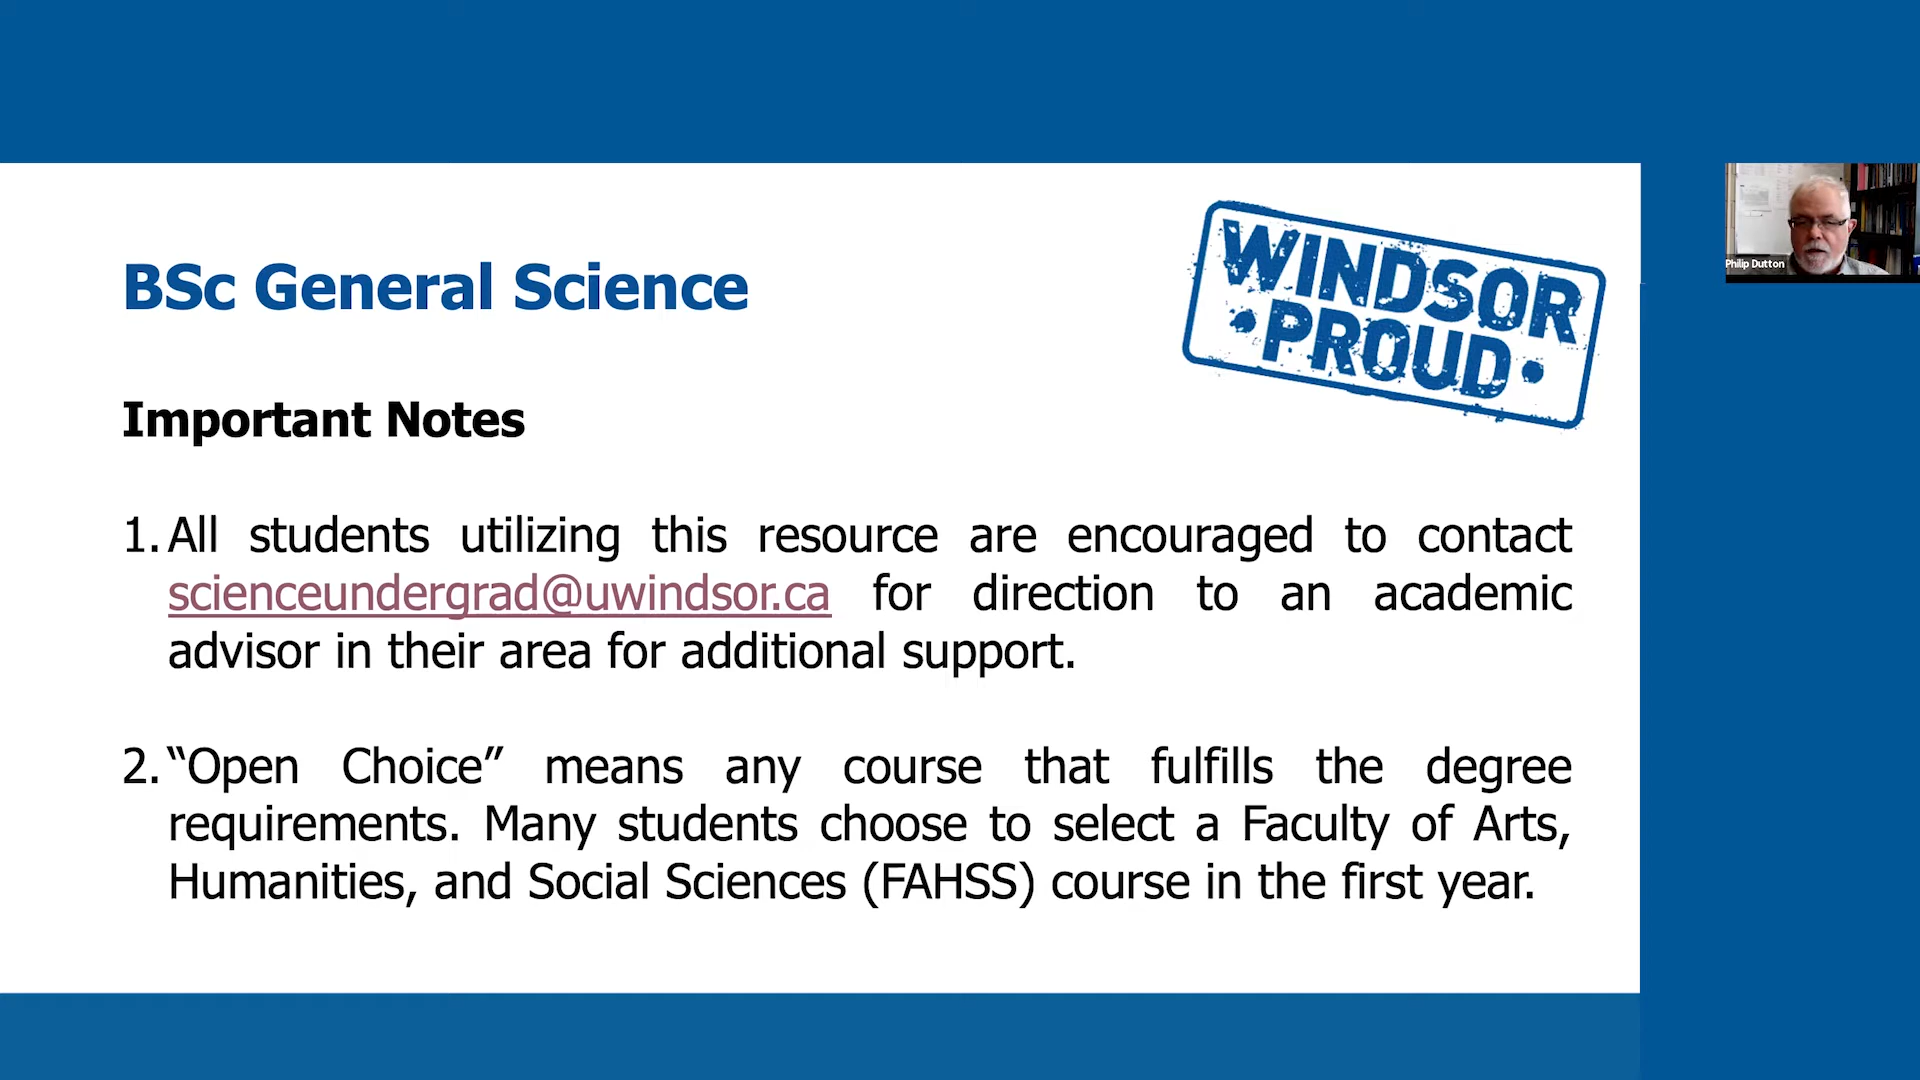 WINDSOR
• PROUD •
BSc General Science
Philip Dutton
Important Notes
1. All students utilizing this resource are encouraged to contact
scienceundergrad@uwindsor.ca for direction to an academic
advisor in their area for additional support.
2. “Open Choice” means any course that fulfills the degree
requirements. Many students choose to select a Faculty of Arts,
Humanities, and Social Sciences (FAHSS) course in the first year.